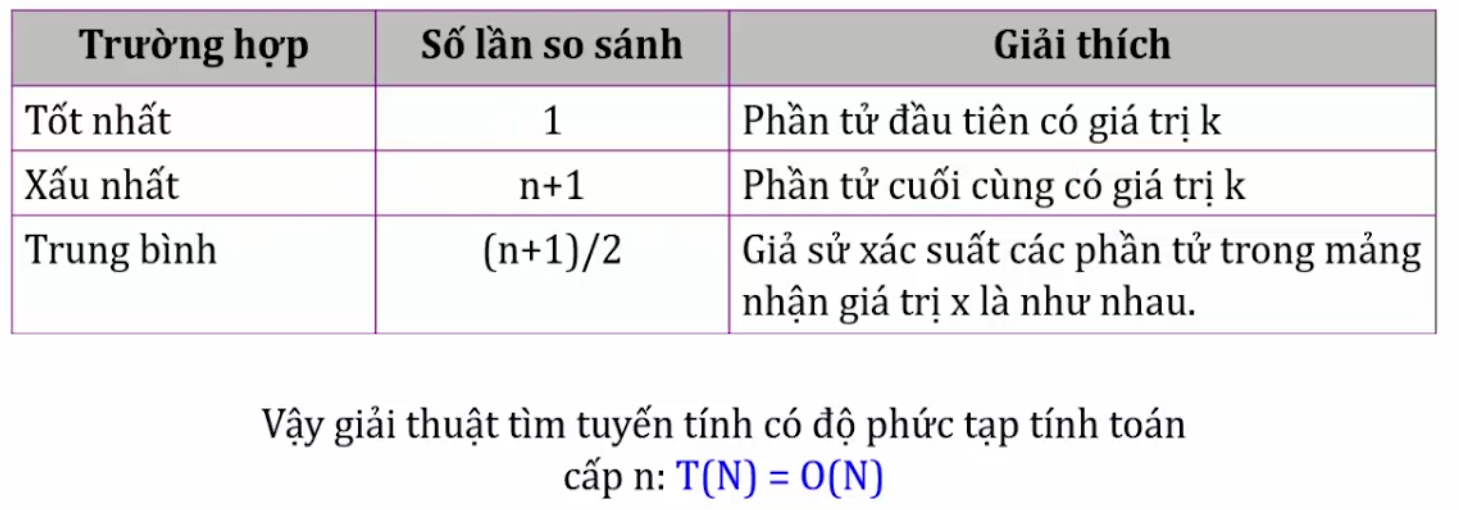 Trường hợp Số lần so sánh Giải thích
Tốt nhất 1 Phần tử đầu tiên có giá trị k
Xấu nhất n+1 Phần tử cuối cùng có giá trị k
Trung bình (n+1)/2 Giả sử xác suất các phần tử trong mảng
nhận giá trị x là như nhau.
Vậy giải thuật tìm tuyến tính có độ phức tạp tính toán
cấp n: T(N) = O(N)